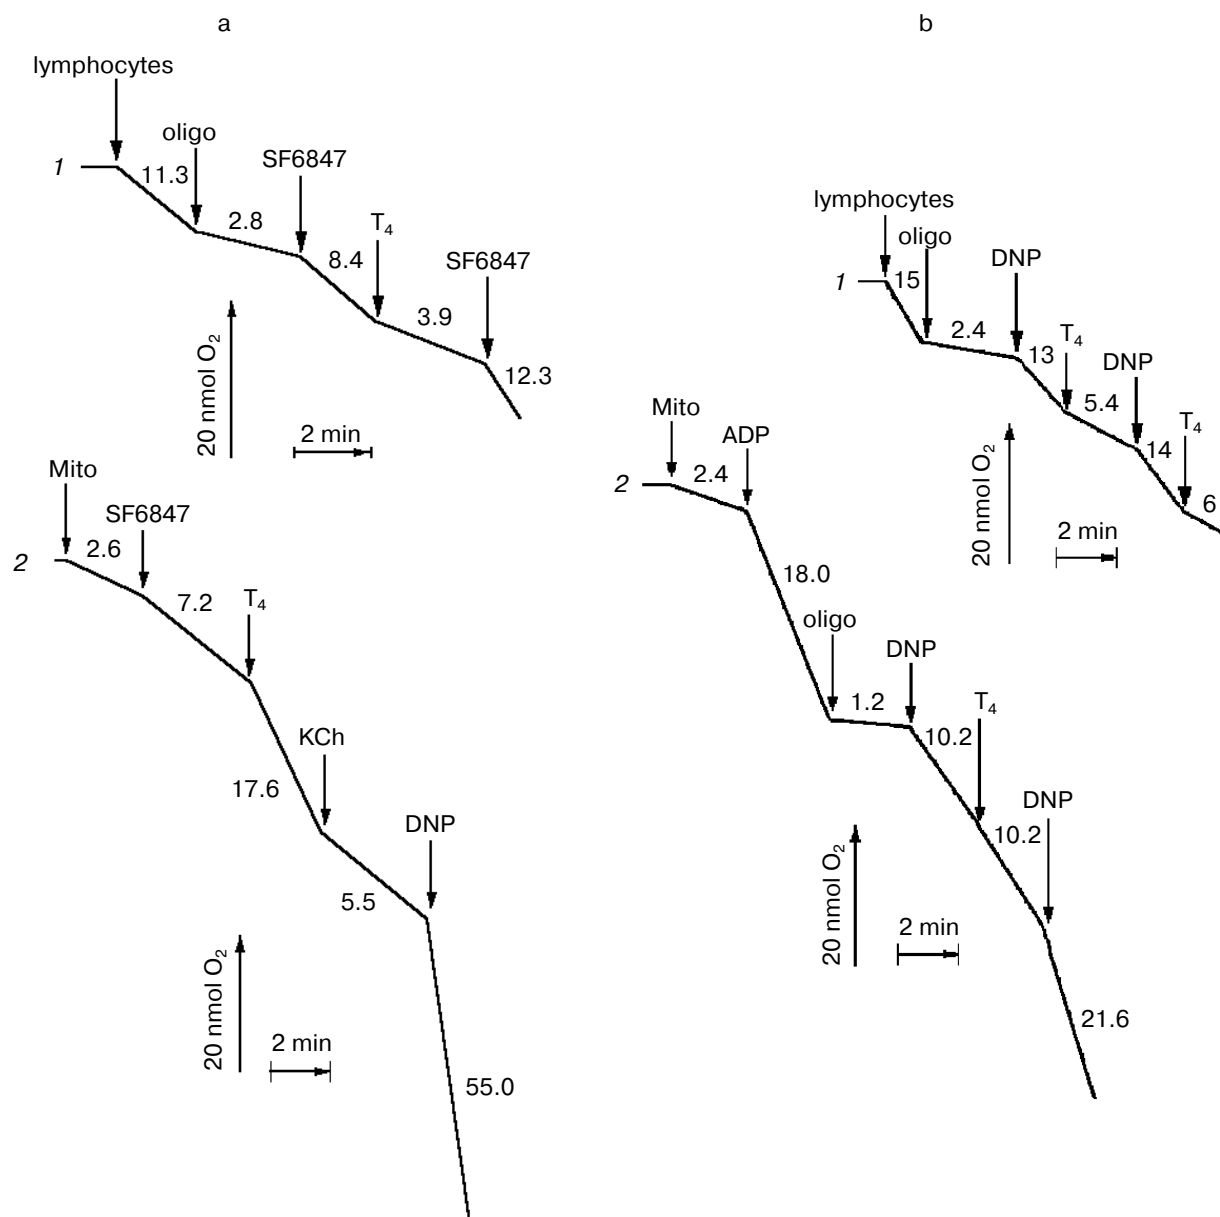 a
lymphocytes
oligo
SF6847
T4
SF6847
1
11.3
2.8
8.4
3.9
12.3
20 nmol O2
2 min
Mito
SF6847
T4
KCh
DNP
2
2.6
7.2
17.6
5.5
55.0
20 nmol O2
2 min
b
lymphocytes
oligo
DNP
T4
DNP
T4
1
15
2.4
13
5.4
14
6
20 nmol O2
2 min
Mito
ADP
oligo
DNP
T4
DNP
2
2.4
18.0
1.2
10.2
10.2
21.6
20 nmol O2
2 min